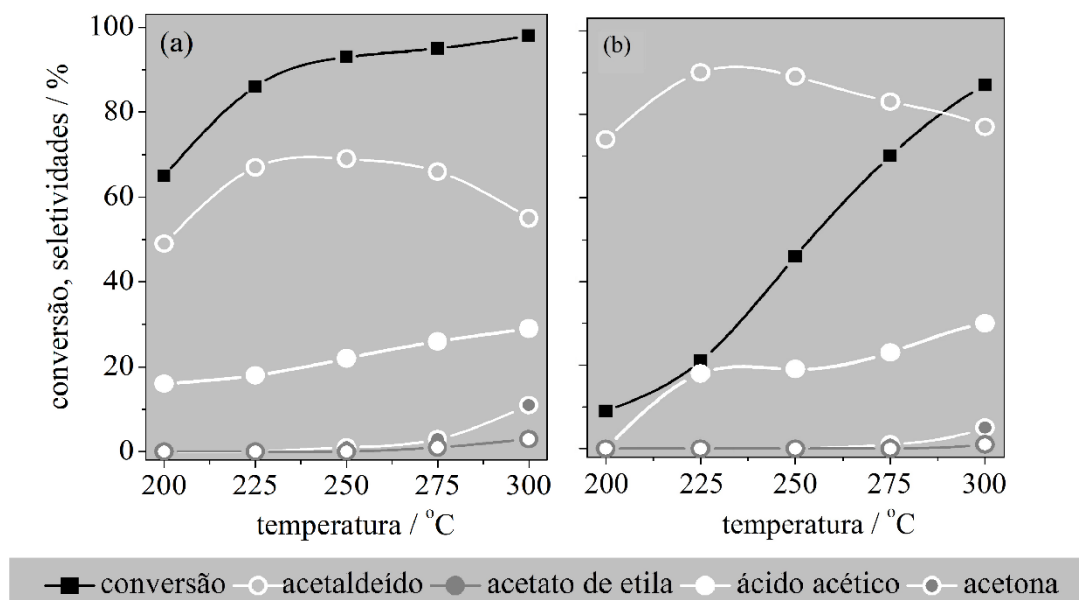 (a)
(b)
conversão, seletividades / %
100
80
60
40
20
0
200 225 250 275 300
200 225 250 275 300
temperatura / °C
temperatura / °C
conversão acetaldeído acetato de etila ácido acético acetona